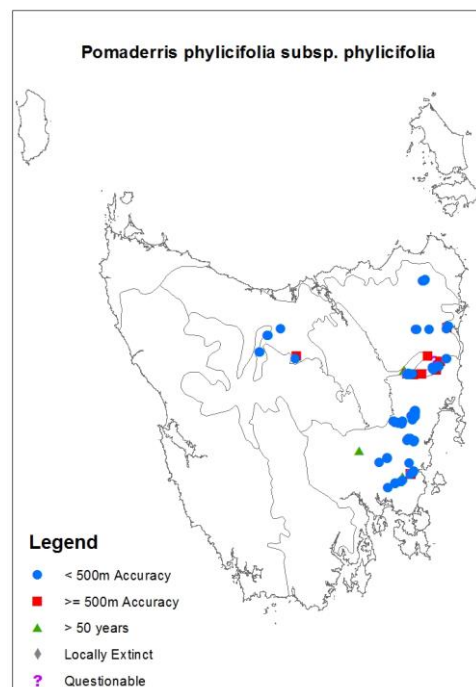 Pomaderris phylicifolia subsp. phylicifolia
Legend
< 500m Accuracy
>= 500m Accuracy
> 50 years
Locally Extinct
? Questionable